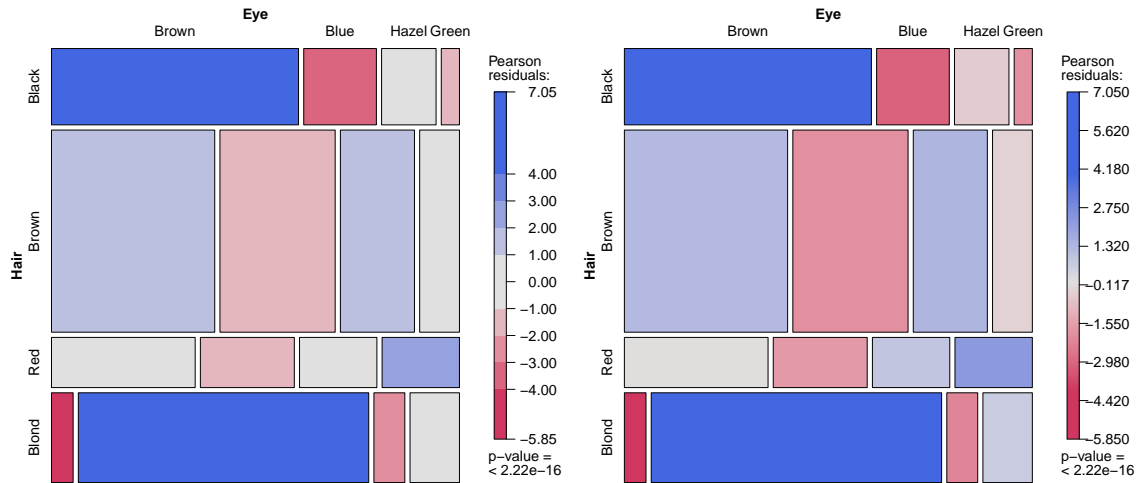 Eye
Brown Blue Hazel Green
Hair
Black
Brown
Red
Blond
Pearson
residuals:
7.05
4.00
3.00
2.00
1.00
0.00
−1.00
−2.00
−3.00
−4.00
−5.85
p−value =
< 2.22e−16
Eye
Brown Blue Hazel Green
Hair
Black
Brown
Red
Blond
Pearson
residuals:
7.050
5.620
4.180
2.750
1.320
−0.117
−1.550
−2.980
−4.420
−5.850
p−value =
< 2.22e−16